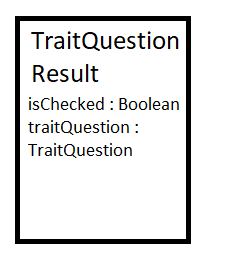 TraitQuestion
Result
isChecked : Boolean
traitQuestion :
TraitQuestion